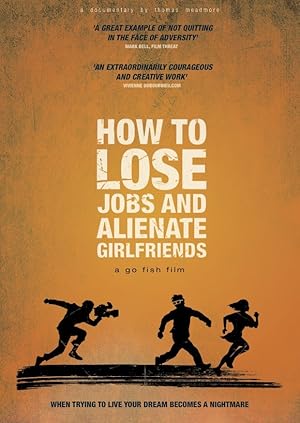 a documentary by thomas meadmore
'A GREAT EXAMPLE OF NOT QUITTING
IN THE FACE OF ADVERSITY'
MARK BELL, FILM THREAT
'AN EXTRAORDINARILY COURAGEOUS
AND CREATIVE WORK'
HOW TO
LOSE
JOBS AND
ALIENATE
GIRLFRIENDS
a go fish film
WHEN TRYING TO LIVE YOUR DREAM BECOMES A NIGHTMARE